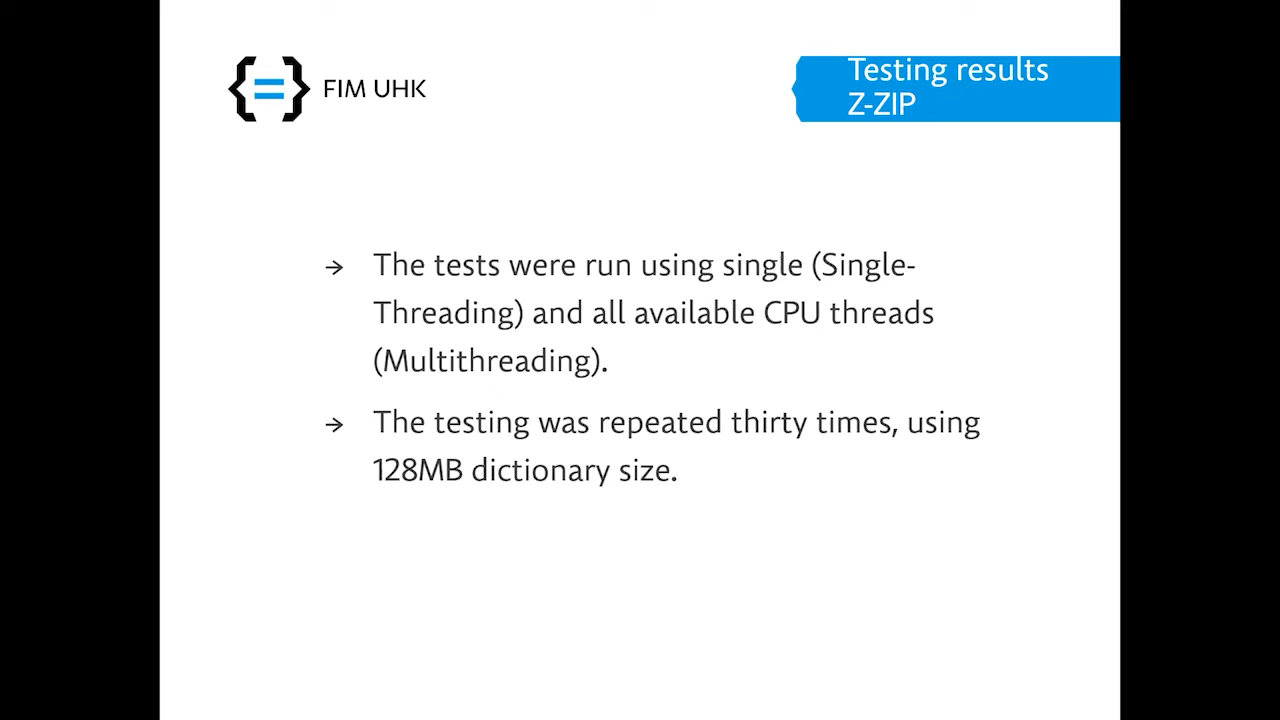 FIM UHK
Testing results
Z-ZIP
→ The tests were run using single (Single-
Threading) and all available CPU threads
(Multithreading).
→ The testing was repeated thirty times, using
128MB dictionary size.